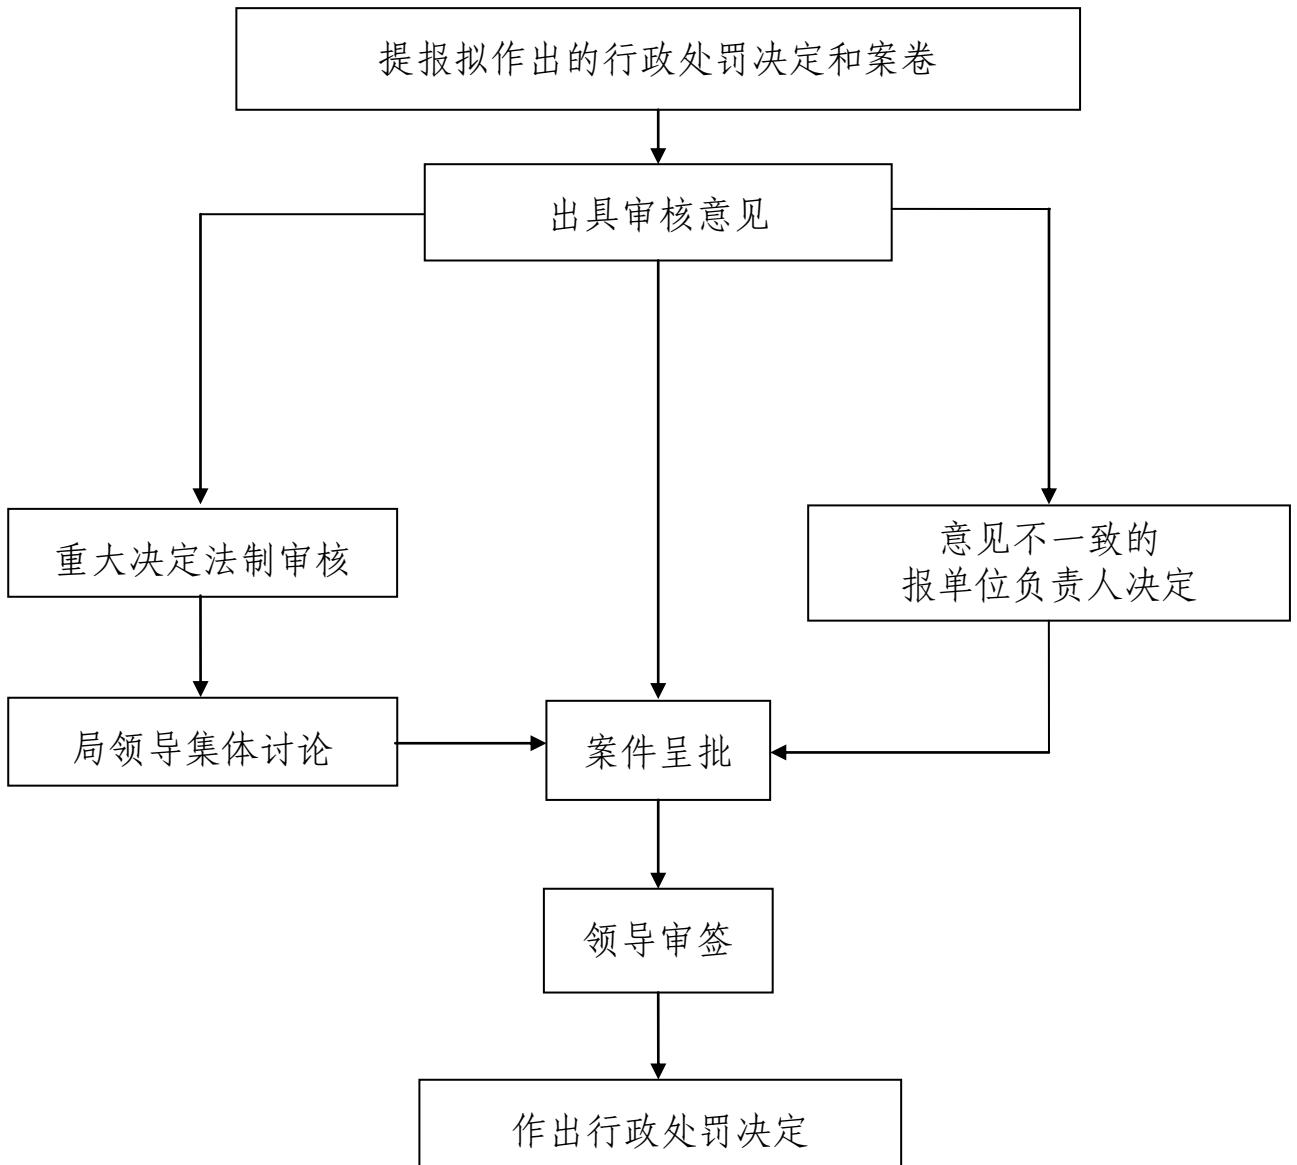 提报拟作出的行政处罚决定和案卷
出具审核意见
重大决定法制审核
意见不一致的
报单位负责人决定
局领导集体讨论
案件呈批
领导审签
作出行政处罚决定